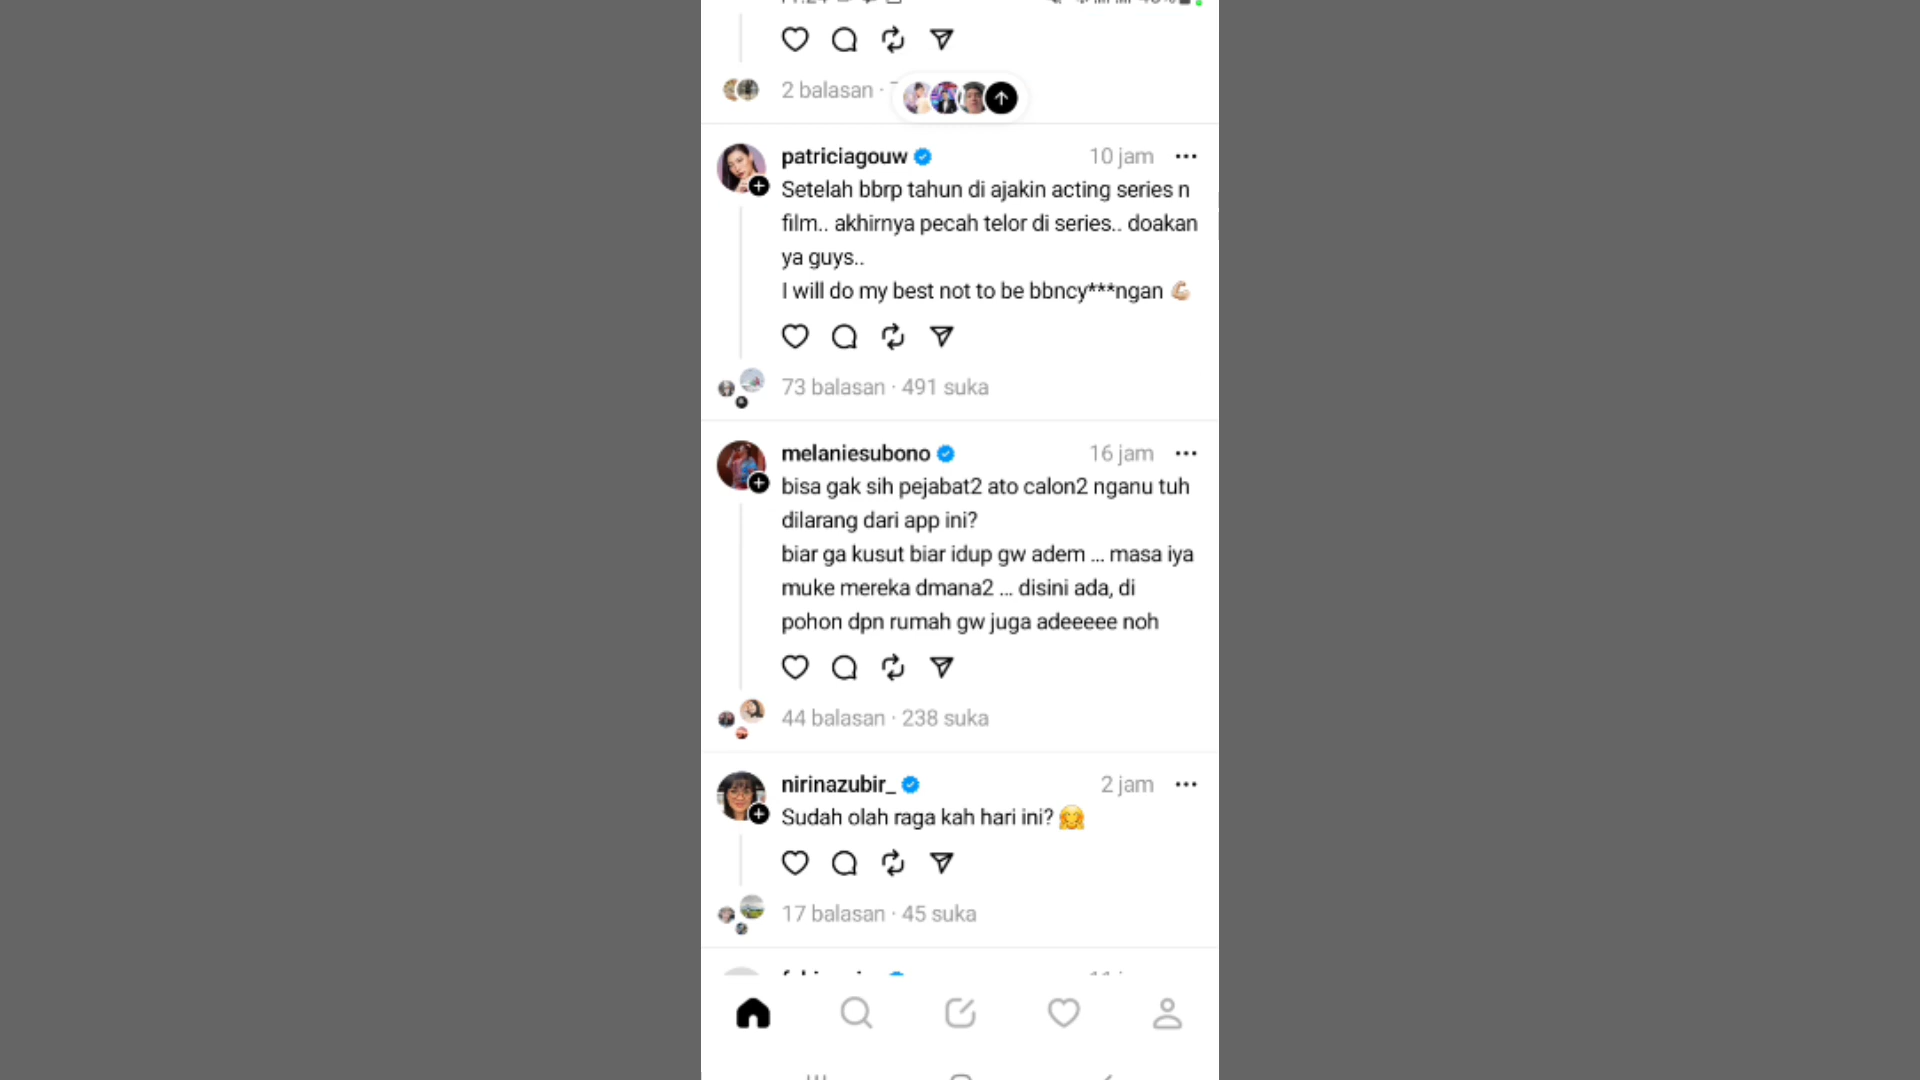 2 balasan ·
patriciagouw
10 jam
Setelah bbrp tahun di ajakin acting series n
film.. akhirnya pecah telor di series.. doakan
ya guys..
I will do my best not to be bbncy***ngan 💪🏻
73 balasan · 491 suka
melaniesubono
16 jam
bisa gak sih pejabat2 ato calon2 nganu tuh
dilarang dari app ini?
biar ga kusut biar idup gw adem ... masa iya
muke mereka dmana2 ... disini ada, di
pohon dpn rumah gw juga adeeeee noh
44 balasan · 238 suka
nirinazubir_
2 jam
Sudah olah raga kah hari ini? 🤗
17 balasan · 45 suka